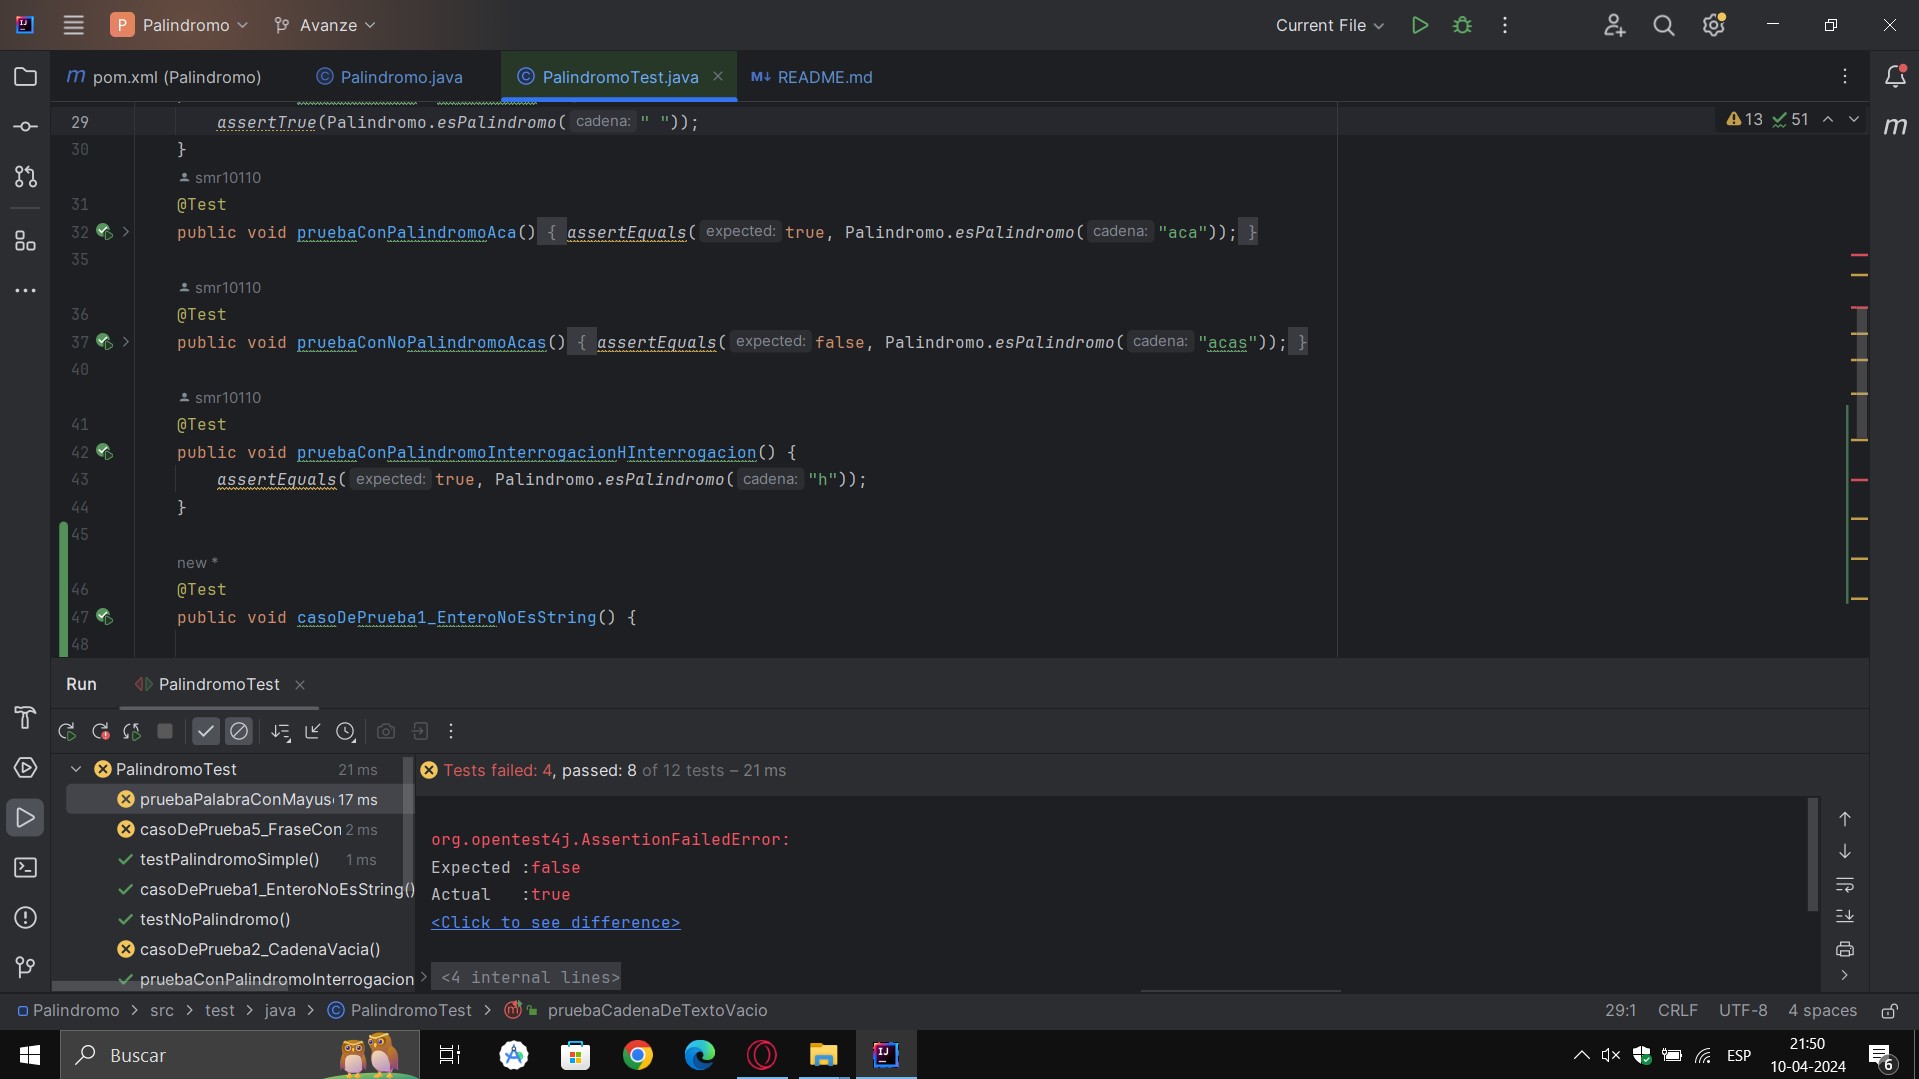 P Palindromo Avanze Current File
pom.xml (Palindromo) Palindromo.java PalindromoTest.java README.md
29 assertTrue(Palindromo.esPalindromo( cadena: " ")); 13 51
30 }
smr10110
31 @Test
32 public void pruebaConPalindromoAca() { assertEquals( expected: true, Palindromo.esPalindromo( cadena: "aca")); }
35
smr10110
36 @Test
37 public void pruebaConNoPalindromoAcas() { assertEquals( expected: false, Palindromo.esPalindromo( cadena: "acas")); }
40
smr10110
41 @Test
42 public void pruebaConPalindromoInterrogacionHInterrogacion() {
43 assertEquals( expected: true, Palindromo.esPalindromo( cadena: "h"));
44 }
45
new *
46 @Test
47 public void casoDePrueba1_EnteroNoEsString() {
48
Run PalindromoTest
PalindromoTest 21 ms
pruebaPalabraConMayus 17 ms
casoDePrueba5_FraseCon 2 ms
testPalindromoSimple() 1 ms
casoDePrueba1_EnteroNoEsString()
testNoPalindromo()
casoDePrueba2_CadenaVacia()
pruebaConPalindromoInterrogacion
Tests failed: 4, passed: 8 of 12 tests – 21 ms
org.opentest4j.AssertionFailedError:
Expected :false
Actual :true
<Click to see difference>
<4 internal lines>
Palindromo > src > test > java > PalindromoTest > pruebaCadenaDeTextoVacio 29:1 CRLF UTF-8 4 spaces
Buscar ESP 21:50
10-04-2024 6